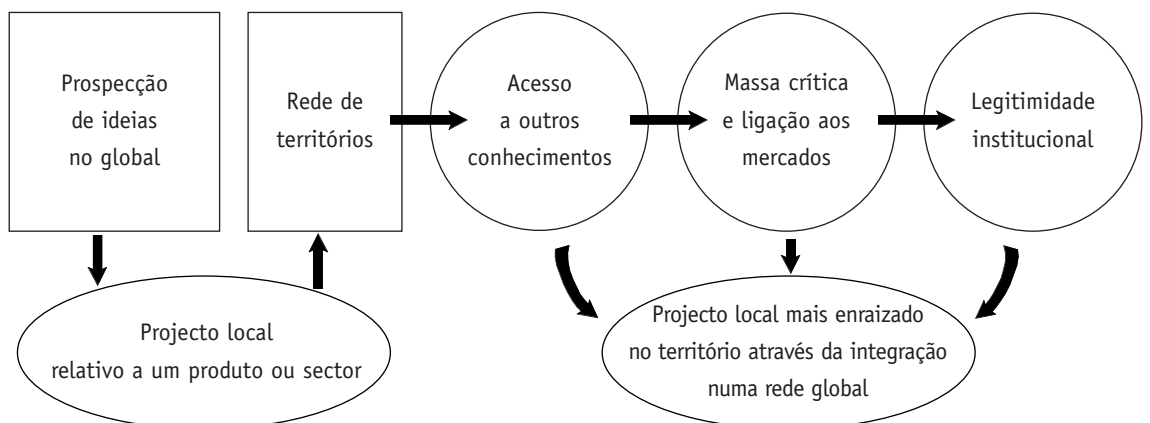 Prospecção
de ideias
no global
Rede de
territórios
Acesso
a outros
conhecimentos
Massa crítica
e ligação aos
mercados
Legitimidade
institucional
Projecto local
relativo a um produto ou sector
Projecto local mais enraizado
no território através da integração
numa rede global